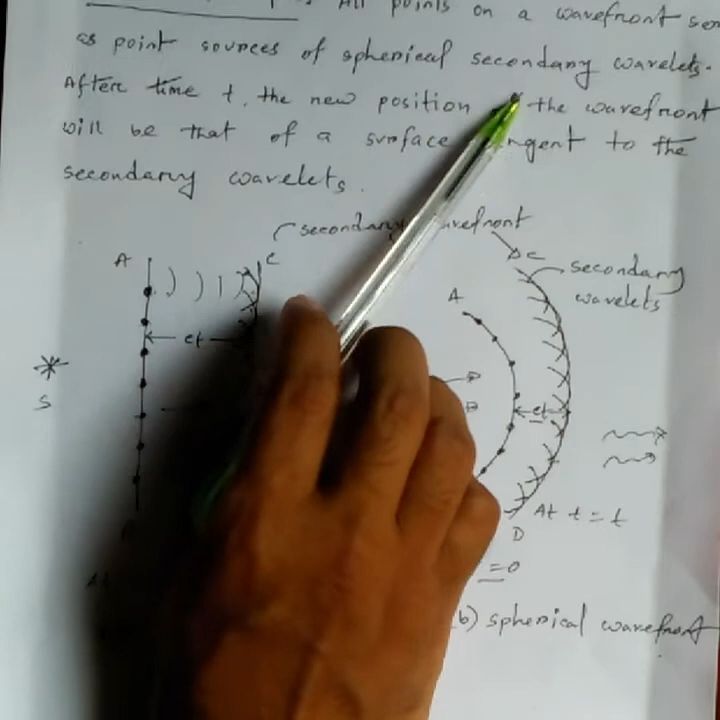 All points on a wavefront
as point sources of spherical secondary wavelets.
After time t, the new position the wavefront
will be that of a surface tangent to the
secondary wavelets.
secondary wavefront
A C C
secondary
wavelets
A
ct
S
ct
At t = t
D
= 0
(b) spherical wavefront